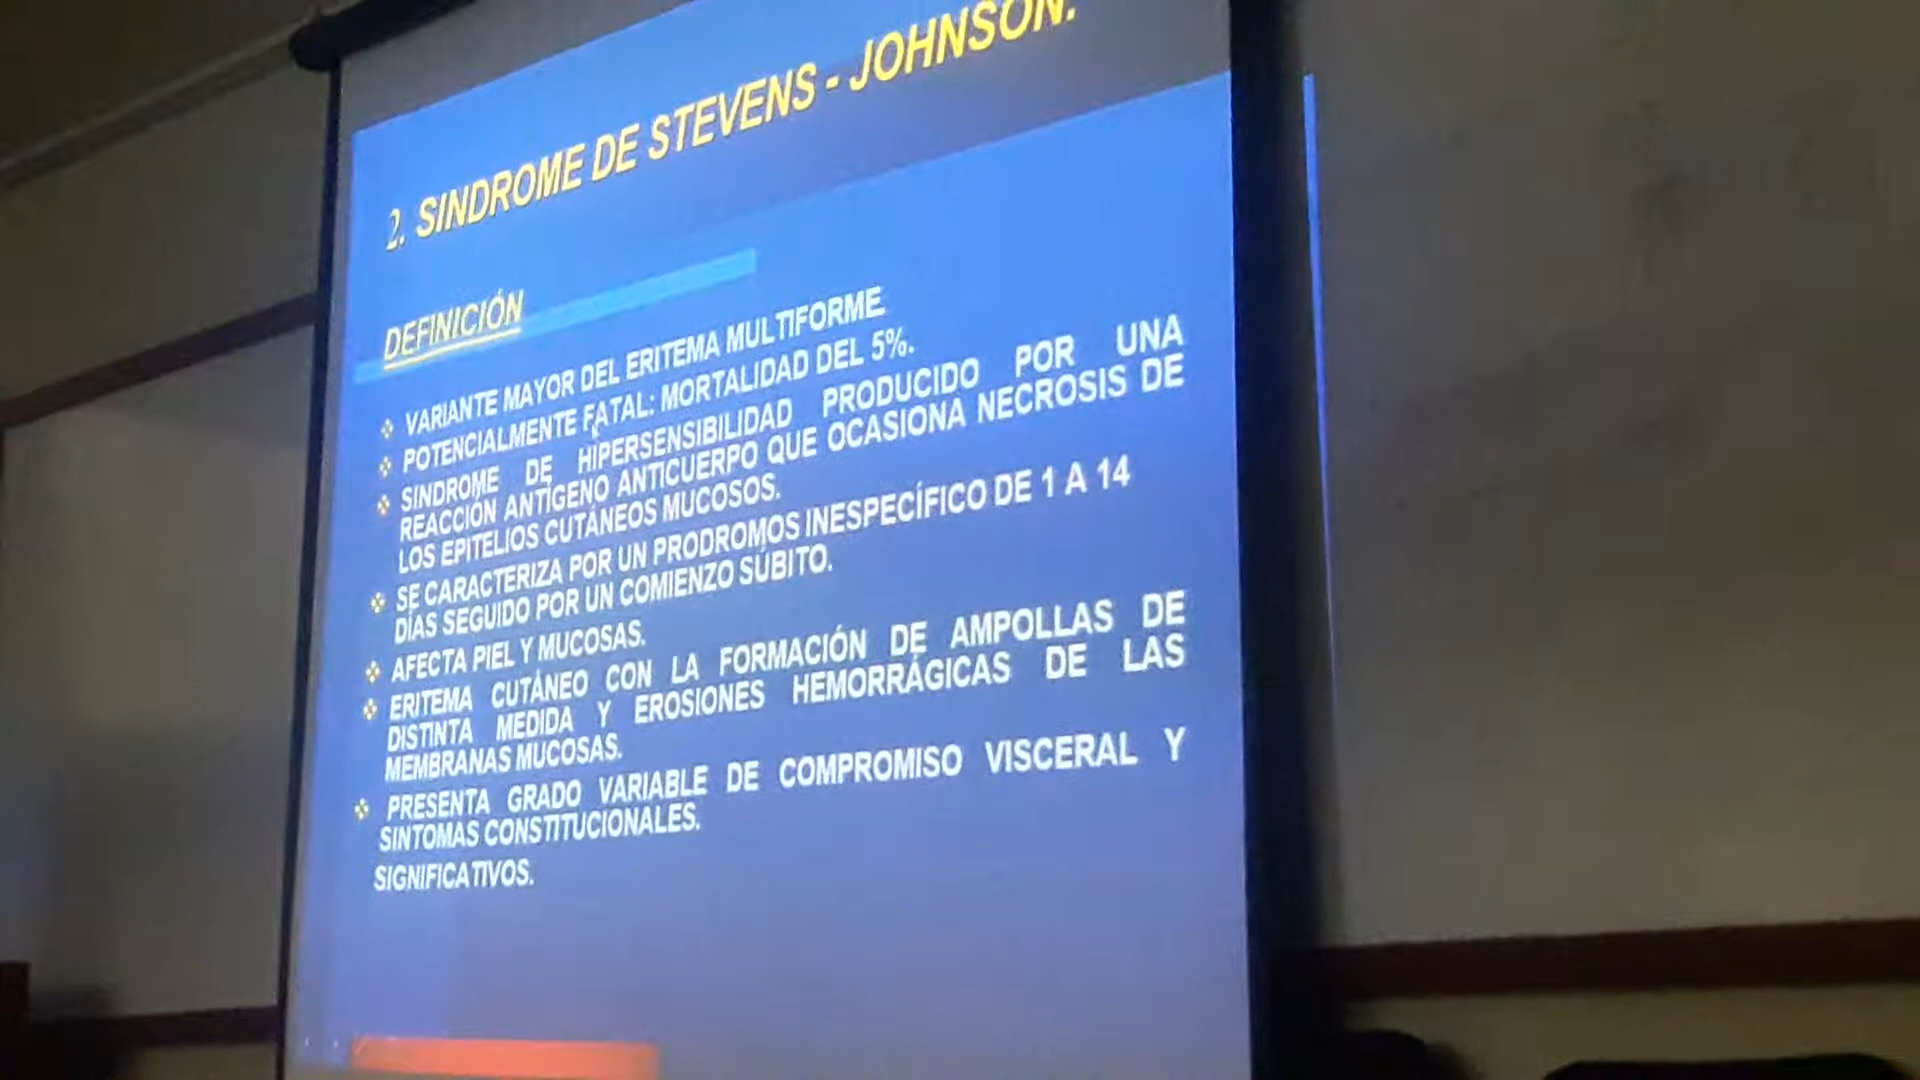 2. SINDROME DE STEVENS - JOHNSON.
DEFINICIÓN
VARIANTE MAYOR DEL ERITEMA MULTIFORME
POTENCIALMENTE FATAL: MORTALIDAD DEL 5%.
SINDROME DE HIPERSENSIBILIDAD PRODUCIDO POR UNA
REACCIÓN ANTÍGENO ANTICUERPO QUE OCASIONA NECROSIS DE
LOS EPITELIOS CUTÁNEOS MUCOSOS.
SE CARACTERIZA POR UN PRODROMOS INESPECÍFICO DE 1 A 14
DÍAS SEGUIDO POR UN COMIENZO SÚBITO.
AFECTA PIEL Y MUCOSAS.
ERITEMA CUTÁNEO CON LA FORMACIÓN DE AMPOLLAS DE
DISTINTA MEDIDA Y EROSIONES HEMORRÁGICAS DE LAS
MEMBRANAS MUCOSAS.
PRESENTA GRADO VARIABLE DE COMPROMISO VISCERAL Y
SINTOMAS CONSTITUCIONALES.
SIGNIFICATIVOS.